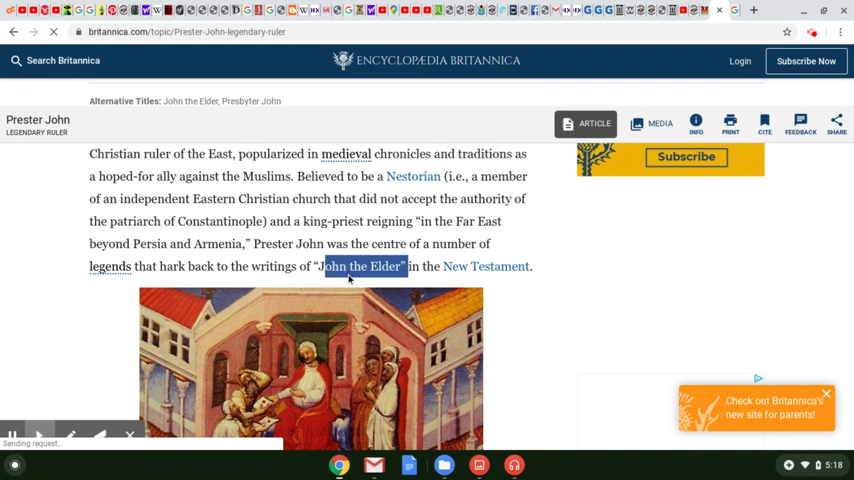 britannica.com/topic/Prester-John-legendary-ruler
Search Britannica
ENCYCLOPÆDIA BRITANNICA
Login
Subscribe Now
Alternative Titles: John the Elder, Presbyter John
Prester John
LEGENDARY RULER
ARTICLE
MEDIA
INFO
PRINT
CITE
FEEDBACK
SHARE
Christian ruler of the East, popularized in medieval chronicles and traditions as
a hoped-for ally against the Muslims. Believed to be a Nestorian (i.e., a member
of an independent Eastern Christian church that did not accept the authority of
the patriarch of Constantinople) and a king-priest reigning “in the Far East
beyond Persia and Armenia,” Prester John was the centre of a number of
legends that hark back to the writings of “John the Elder” in the New Testament.
Subscribe
Check out Britannica's
new site for parents!
Sending request...
5:18